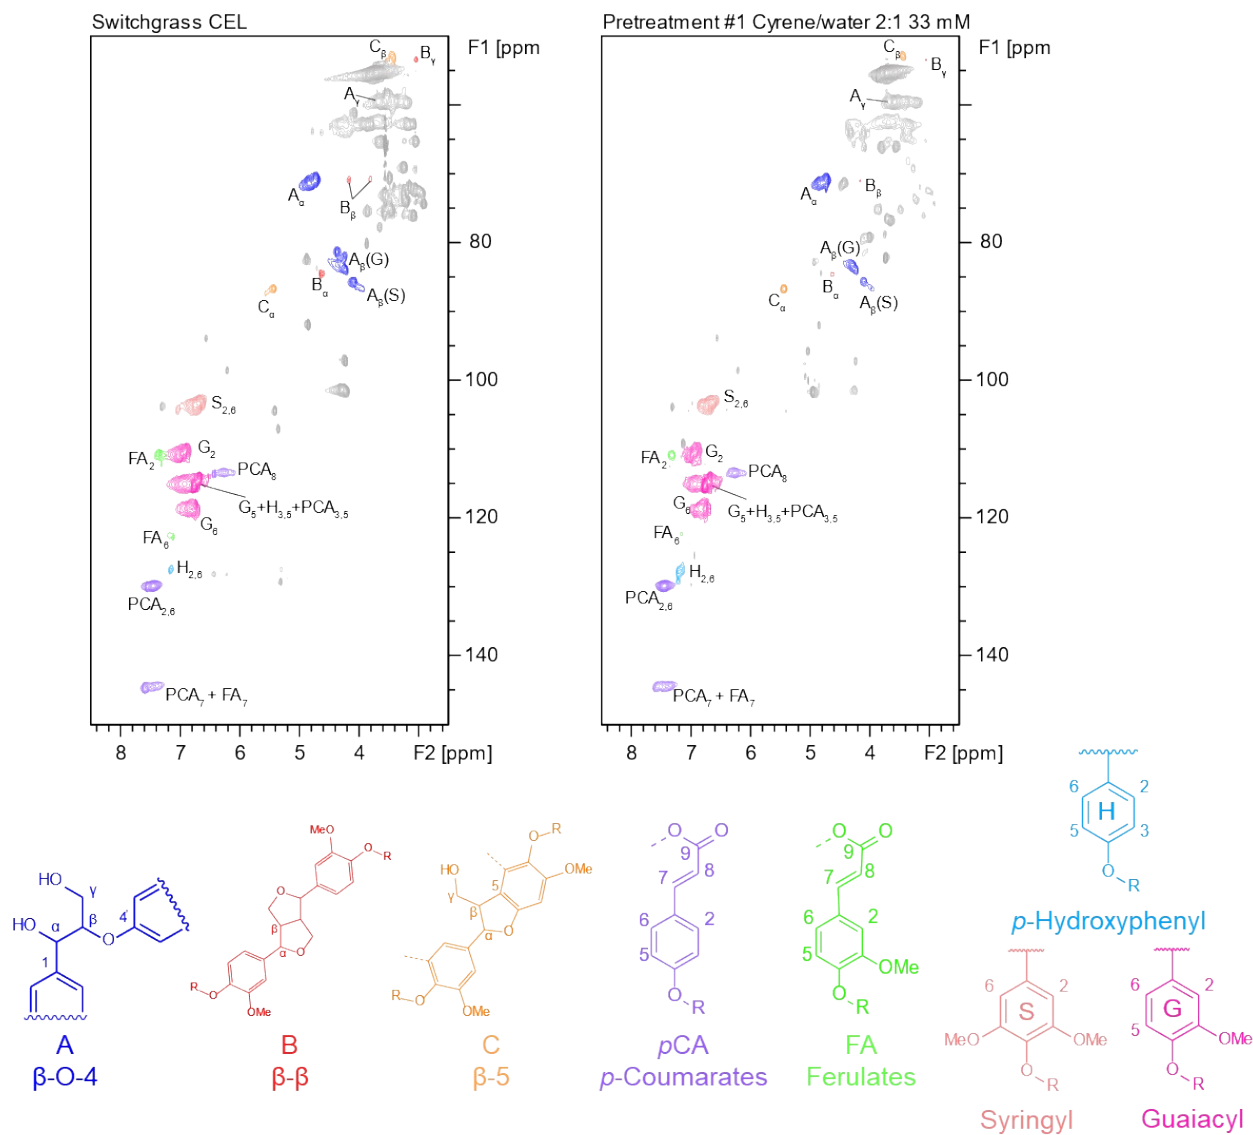 Switchgrass CEL
Pretreatment #1 Cyrene/water 2:1 33 mM
F1 [ppm
Cβ
Bγ
Aγ
Aα
Bβ
80
Aβ(G)
Bα
Aβ(S)
Cα
100
S2,6
G2
FA2
PCA8
G5+H3,5+PCA3,5
G6
120
FA6
H2,6
PCA2,6
140
PCA7 + FA7
8 7 6 5 4 F2 [ppm]
F1 [ppm
Cβ
Bγ
Aγ
Aα
Bβ
80
Aβ(G)
Bα
Aβ(S)
Cα
100
S2,6
G2
FA2
PCA8
G6
G5+H3,5+PCA3,5
120
FA6
H2,6
PCA2,6
140
PCA7 + FA7
8 7 6 5 4 F2 [ppm]
HO
γ
HO
α
β
4
O
1
A
β-O-4
MeO
O
R
O
β
α
O
R
O
OMe
B
β-β
O
R
HO
5
OMe
γ
β
α
O
R
O
OMe
C
β-5
O
O
9
7
8
6
2
5
O
R
pCA
p-Coumarates
O
O
9
7
8
6
2
5
OMe
O
R
FA
Ferulates
6
2
H
5
3
O
R
p-Hydroxyphenyl
6
2
S
MeO
OMe
O
R
Syringyl
6
2
G
5
OMe
O
R
Guaiacyl